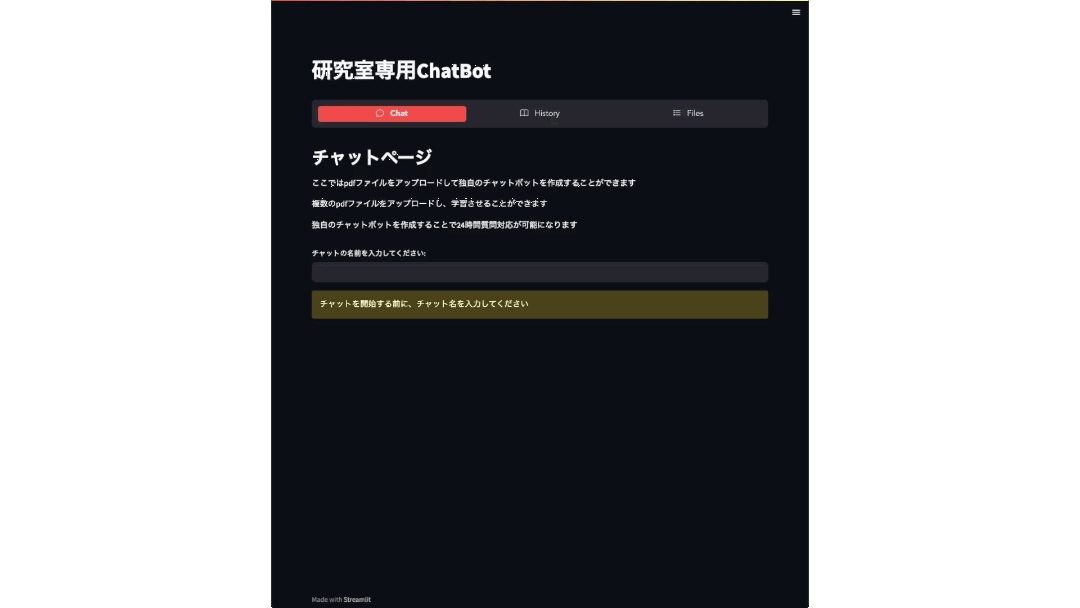 研究室専用ChatBot
Chat
History
Files
チャットページ
ここではpdfファイルをアップロードして独自のチャットボットを作成することができます
複数のpdfファイルをアップロードし、学習させることができます
独自のチャットボットを作成することで24時間質問対応が可能になります
チャットの名前を入力してください:
チャットを開始する前に、チャット名を入力してください
Made with Streamlit